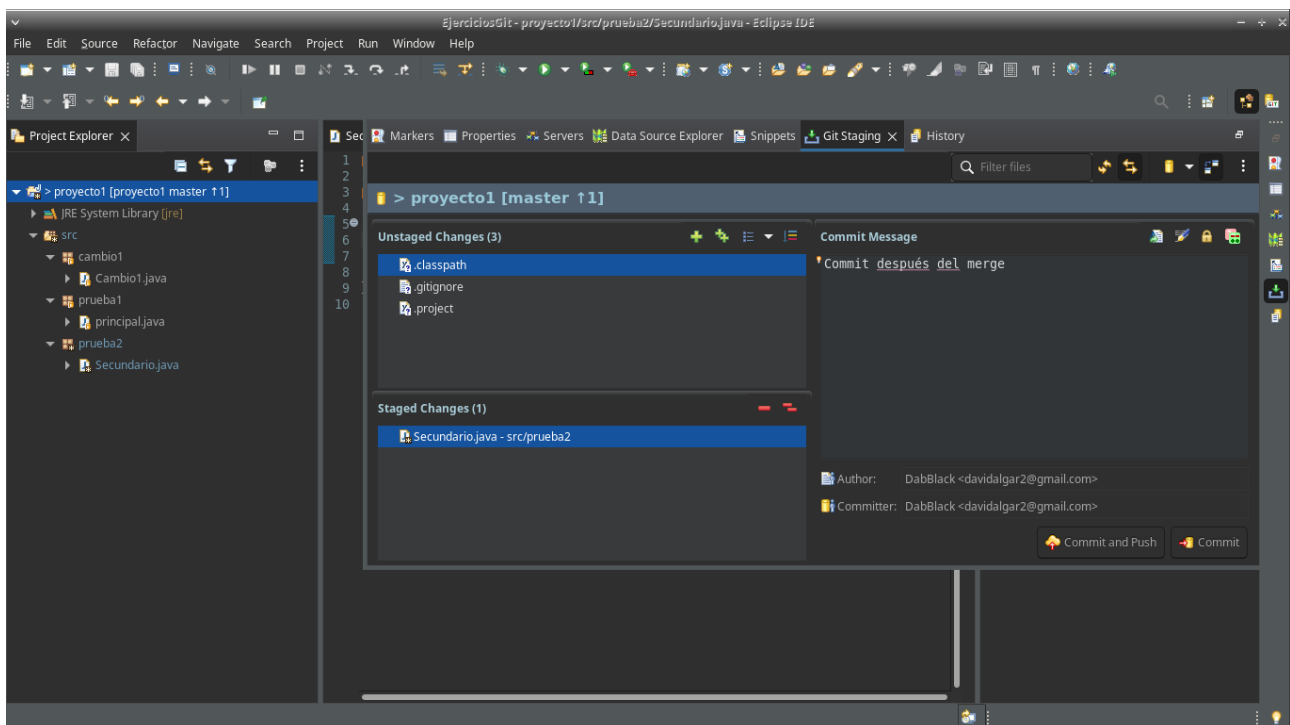 EjerciciosGit - proyecto1/src/prueba2/Secundario.java - Eclipse IDE
File Edit Source Refactor Navigate Search Project Run Window Help
Project Explorer
Sec
Markers Properties Servers Data Source Explorer Snippets Git Staging History
Filter files
> proyecto1 [proyecto1 master ↑1]
JRE System Library [jre]
src
cambio1
Cambio1.java
prueba1
principal.java
prueba2
Secundario.java
1
2
3
4
5
6
7
8
9
10
> proyecto1 [master ↑1]
Unstaged Changes (3)
.classpath
.gitignore
.project
Staged Changes (1)
Secundario.java - src/prueba2
Commit Message
Commit después del merge
Author: DabBlack <davidalgar2@gmail.com>
Committer: DabBlack <davidalgar2@gmail.com>
Commit and Push Commit